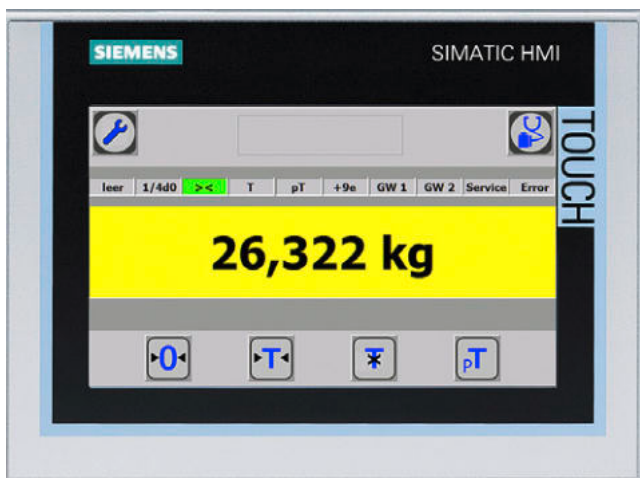 SIEMENS
SIMATIC HMI
TOUCH
leer 1/4d0 >< T pT +9e GW 1 GW 2 Service Error
26,322 kg
0 T T pT